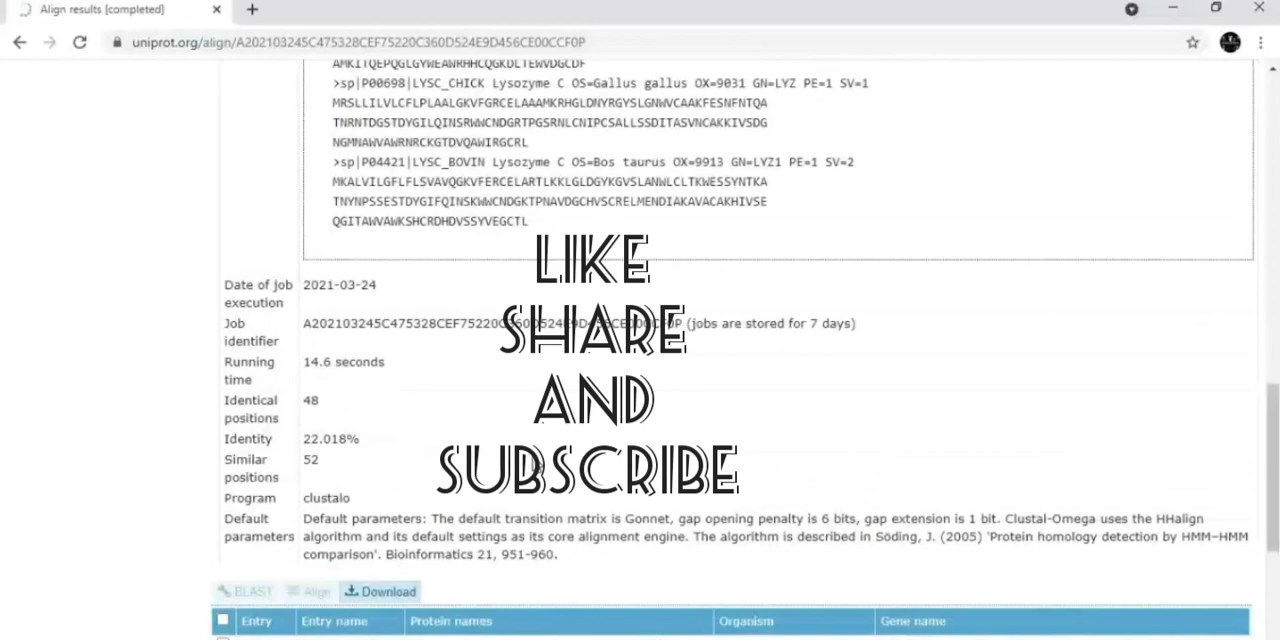 Align results [completed]
uniprot.org/align/A202103245C475328CEF75220C360D524E9D456CE00CCF0P
AMKITQEPQGLGYWEAWRHHCQGKDLTEWVDGCDF
>sp|P00698|LYSC_CHICK Lysozyme C OS=Gallus gallus OX=9031 GN=LYZ PE=1 SV=1
MRSLLILVLCFLPLAALGKVFGRCELAAAMKRHGLDNYRGYSLGNWVCAAKFESNFNTQA
TNRNTDGSTDYGILQINSRWWCNDGRTPGSRNLCNIPCSALLSSDITASVNCAKKIVSDG
NGMNAWVAWRNRCKGTDVQAWIRGCRL
>sp|P04421|LYSC_BOVIN Lysozyme C OS=Bos taurus OX=9913 GN=LYZ1 PE=1 SV=2
MKALVILGFLFLSVAVQGKVFERCELARTLKKLGLDGYKGVSLANWLCLTKWESSYNTKA
TNYNPSSESTDYGIFQINSKWWCNDGKTPNAVDGCHVSCRELMENDIAKAVACAKHIVSE
QGITAWVAWKSHCRDHDVSSYVEGCTL
LIKE
SHARE
AND
SUBSCRIBE
Date of job execution 2021-03-24
Job identifier A202103245C475328CEF75220C360D524E9D456CE00CCF0P (jobs are stored for 7 days)
Running time 14.6 seconds
Identical positions 48
Identity 22.018%
Similar positions 52
Program clustalo
Default parameters Default parameters: The default transition matrix is Gonnet, gap opening penalty is 6 bits, gap extension is 1 bit. Clustal-Omega uses the HHalign
algorithm and its default settings as its core alignment engine. The algorithm is described in Söding, J. (2005) 'Protein homology detection by HMM–HMM
comparison'. Bioinformatics 21, 951-960.
BLAST Align Download
Entry Entry name Protein names Organism Gene name